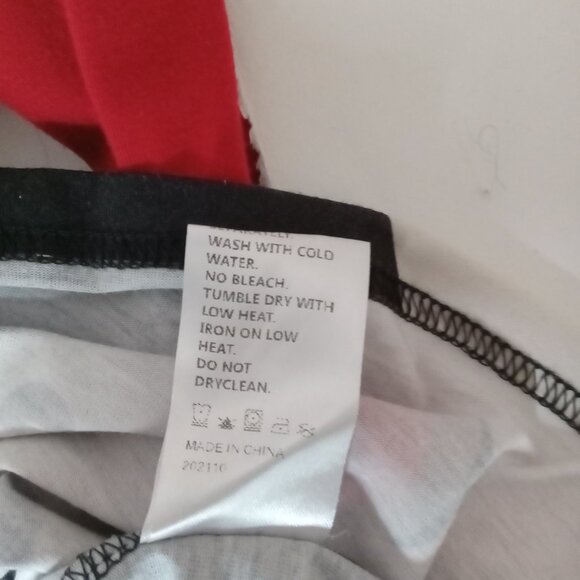 SEPARATELY.
WASH WITH COLD
WATER.
NO BLEACH.
TUMBLE DRY WITH
LOW HEAT.
IRON ON LOW
HEAT.
DO NOT
DRYCLEAN.
MADE IN CHINA
202110